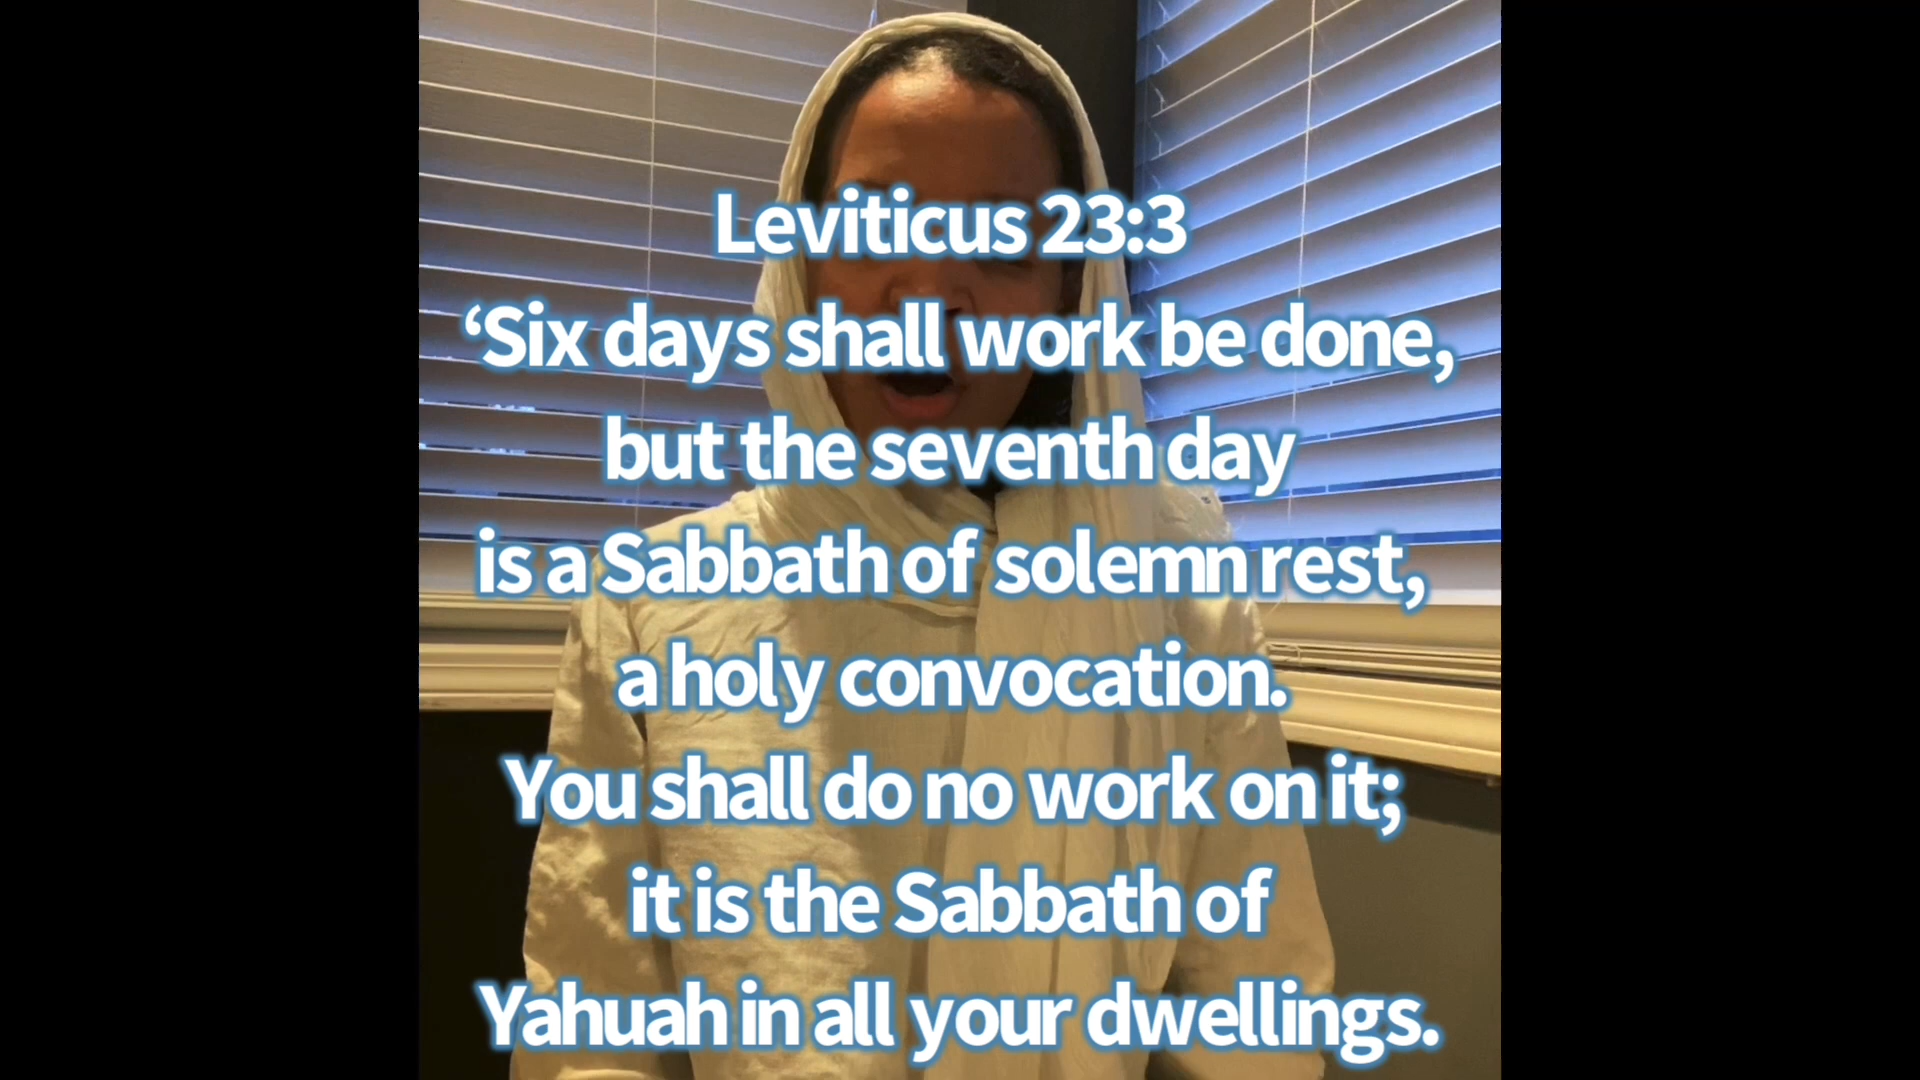 Leviticus 23:3
‘Six days shall work be done,
but the seventh day
is a Sabbath of solemn rest,
a holy convocation.
You shall do no work on it;
it is the Sabbath of
Yahuah in all your dwellings.